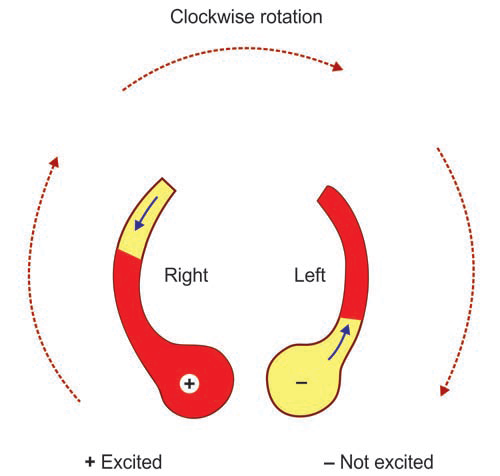 Clockwise rotation
Right
Left
+
–
+ Excited
– Not excited